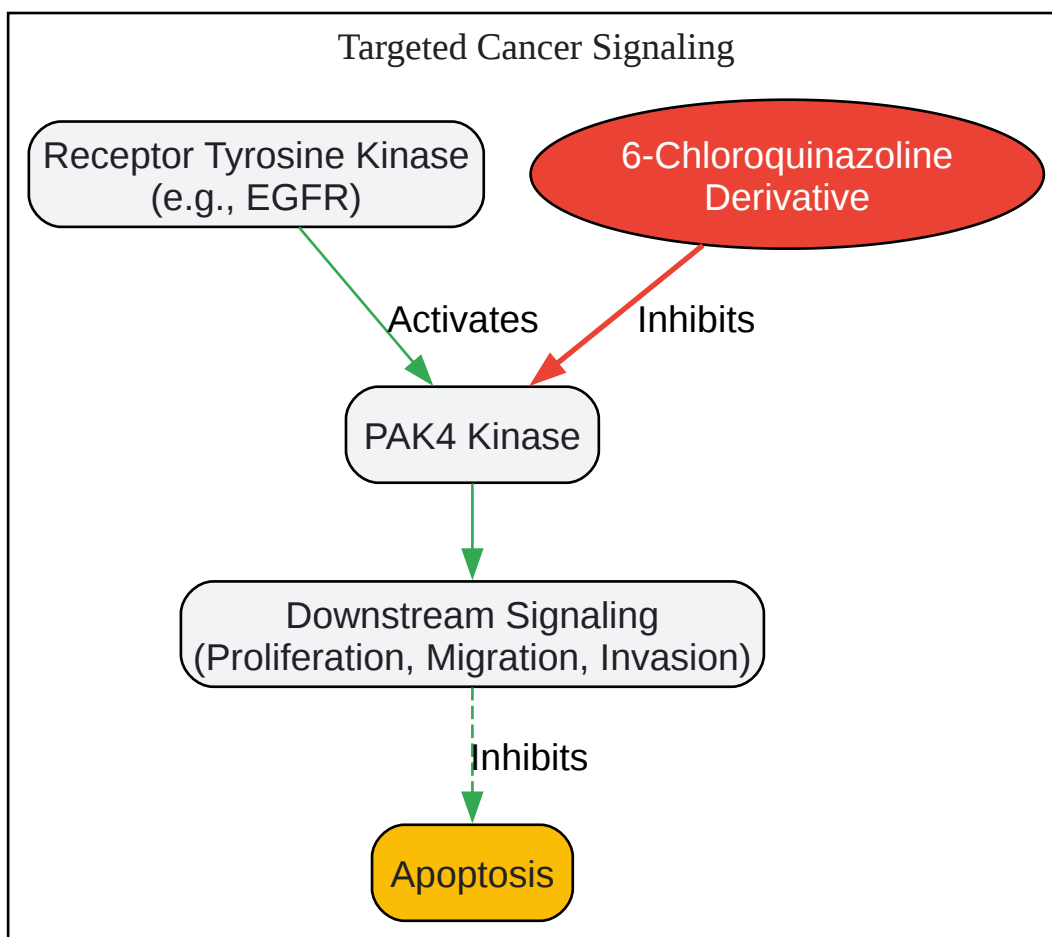 Targeted Cancer Signaling
Receptor Tyrosine Kinase
(e.g., EGFR)
6-Chloroquinazoline
Derivative
Activates
Inhibits
PAK4 Kinase
Downstream Signaling
(Proliferation, Migration, Invasion)
Inhibits
Apoptosis